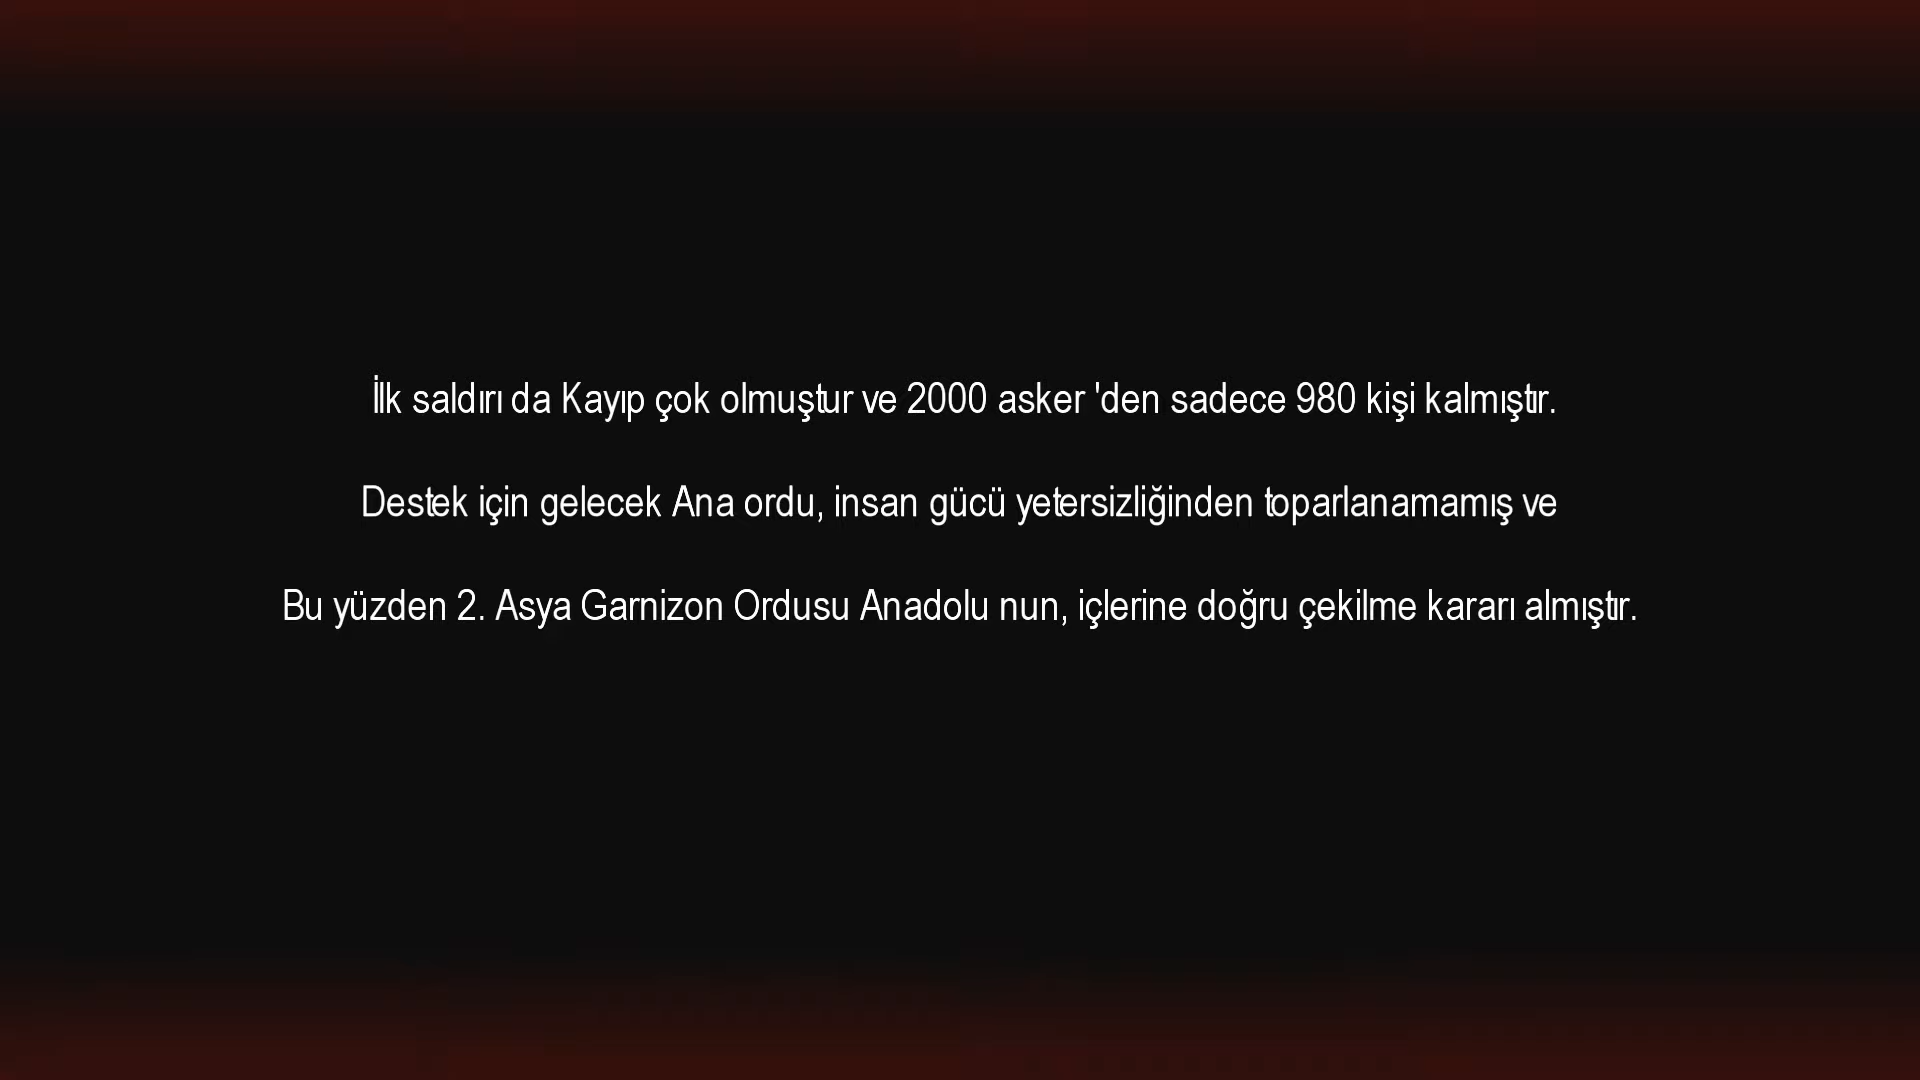 İlk saldırı da Kayıp çok olmuştur ve 2000 asker 'den sadece 980 kişi kalmıştır.
Destek için gelecek Ana ordu, insan gücü yetersizliğinden toparlanamamış ve
Bu yüzden 2. Asya Garnizon Ordusu Anadolu nun, içlerine doğru çekilme kararı almıştır.